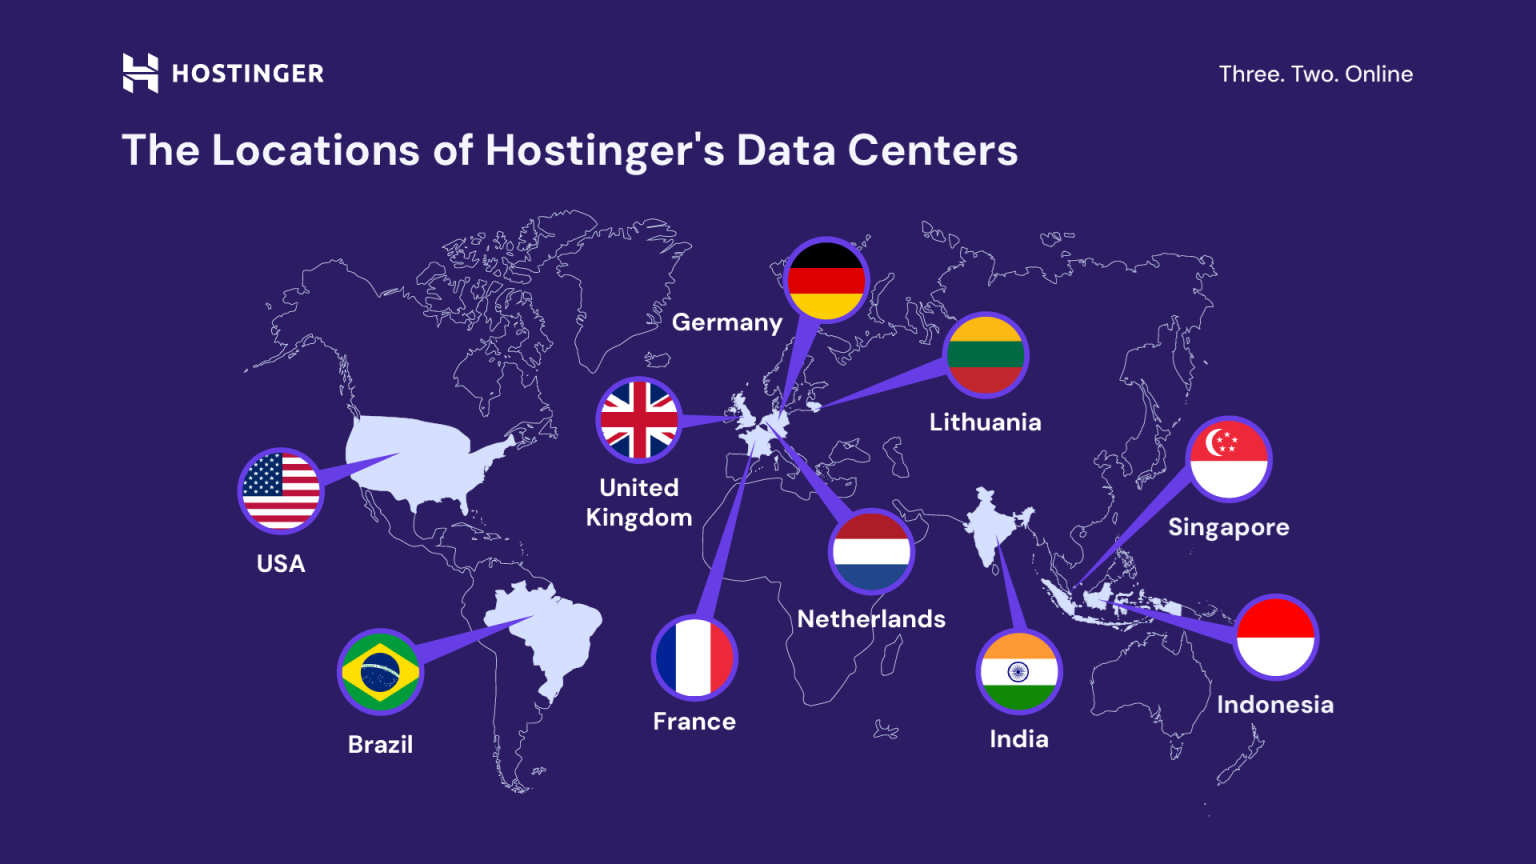 HOSTINGER
Three. Two. Online
The Locations of Hostinger's Data Centers
Germany
Lithuania
United
Kingdom
Singapore
USA
Netherlands
Indonesia
France
India
Brazil